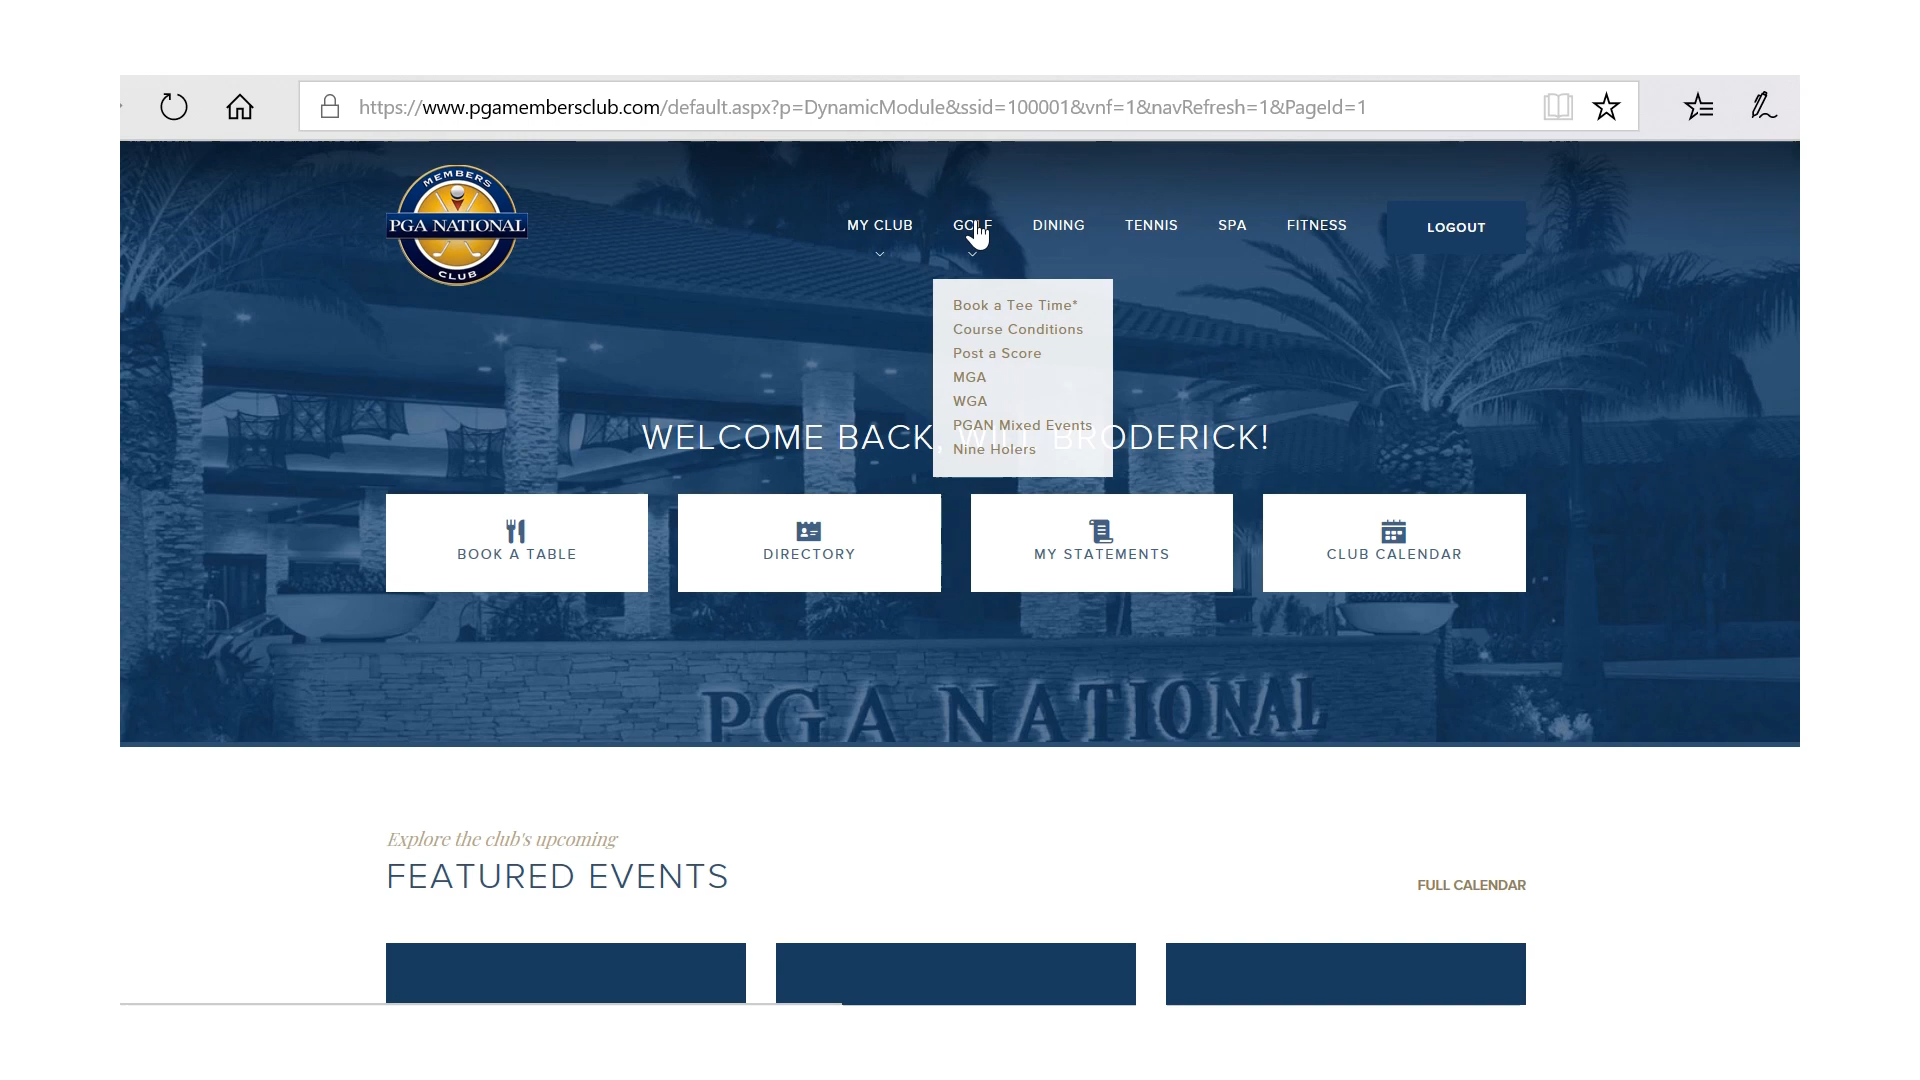 https://www.pgamembersclub.com/default.aspx?p=DynamicModule&ssid=100001&vnf=1&navRefresh=1&PageId=1
MEMBERS
PGA NATIONAL
CLUB
MY CLUB GOLF DINING TENNIS SPA FITNESS LOGOUT
Book a Tee Time*
Course Conditions
Post a Score
MGA
WGA
PGAN Mixed Events
Nine Holers
WELCOME BACK, WILL BRODERICK!
BOOK A TABLE DIRECTORY MY STATEMENTS CLUB CALENDAR
PGA NATIONAL
Explore the club's upcoming
FEATURED EVENTS
FULL CALENDAR